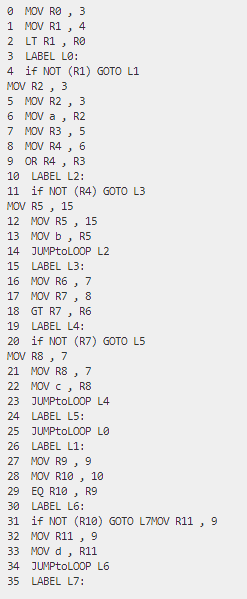 0 MOV R0 , 3
1 MOV R1 , 4
2 LT R1 , R0
3 LABEL L0:
4 if NOT (R1) GOTO L1
MOV R2 , 3
5 MOV R2 , 3
6 MOV a , R2
7 MOV R3 , 5
8 MOV R4 , 6
9 OR R4 , R3
10 LABEL L2:
11 if NOT (R4) GOTO L3
MOV R5 , 15
12 MOV R5 , 15
13 MOV b , R5
14 JUMPtoLOOP L2
15 LABEL L3:
16 MOV R6 , 7
17 MOV R7 , 8
18 GT R7 , R6
19 LABEL L4:
20 if NOT (R7) GOTO L5
MOV R8 , 7
21 MOV R8 , 7
22 MOV c , R8
23 JUMPtoLOOP L4
24 LABEL L5:
25 JUMPtoLOOP L0
26 LABEL L1:
27 MOV R9 , 9
28 MOV R10 , 10
29 EQ R10 , R9
30 LABEL L6:
31 if NOT (R10) GOTO L7MOV R11 , 9
32 MOV R11 , 9
33 MOV d , R11
34 JUMPtoLOOP L6
35 LABEL L7: